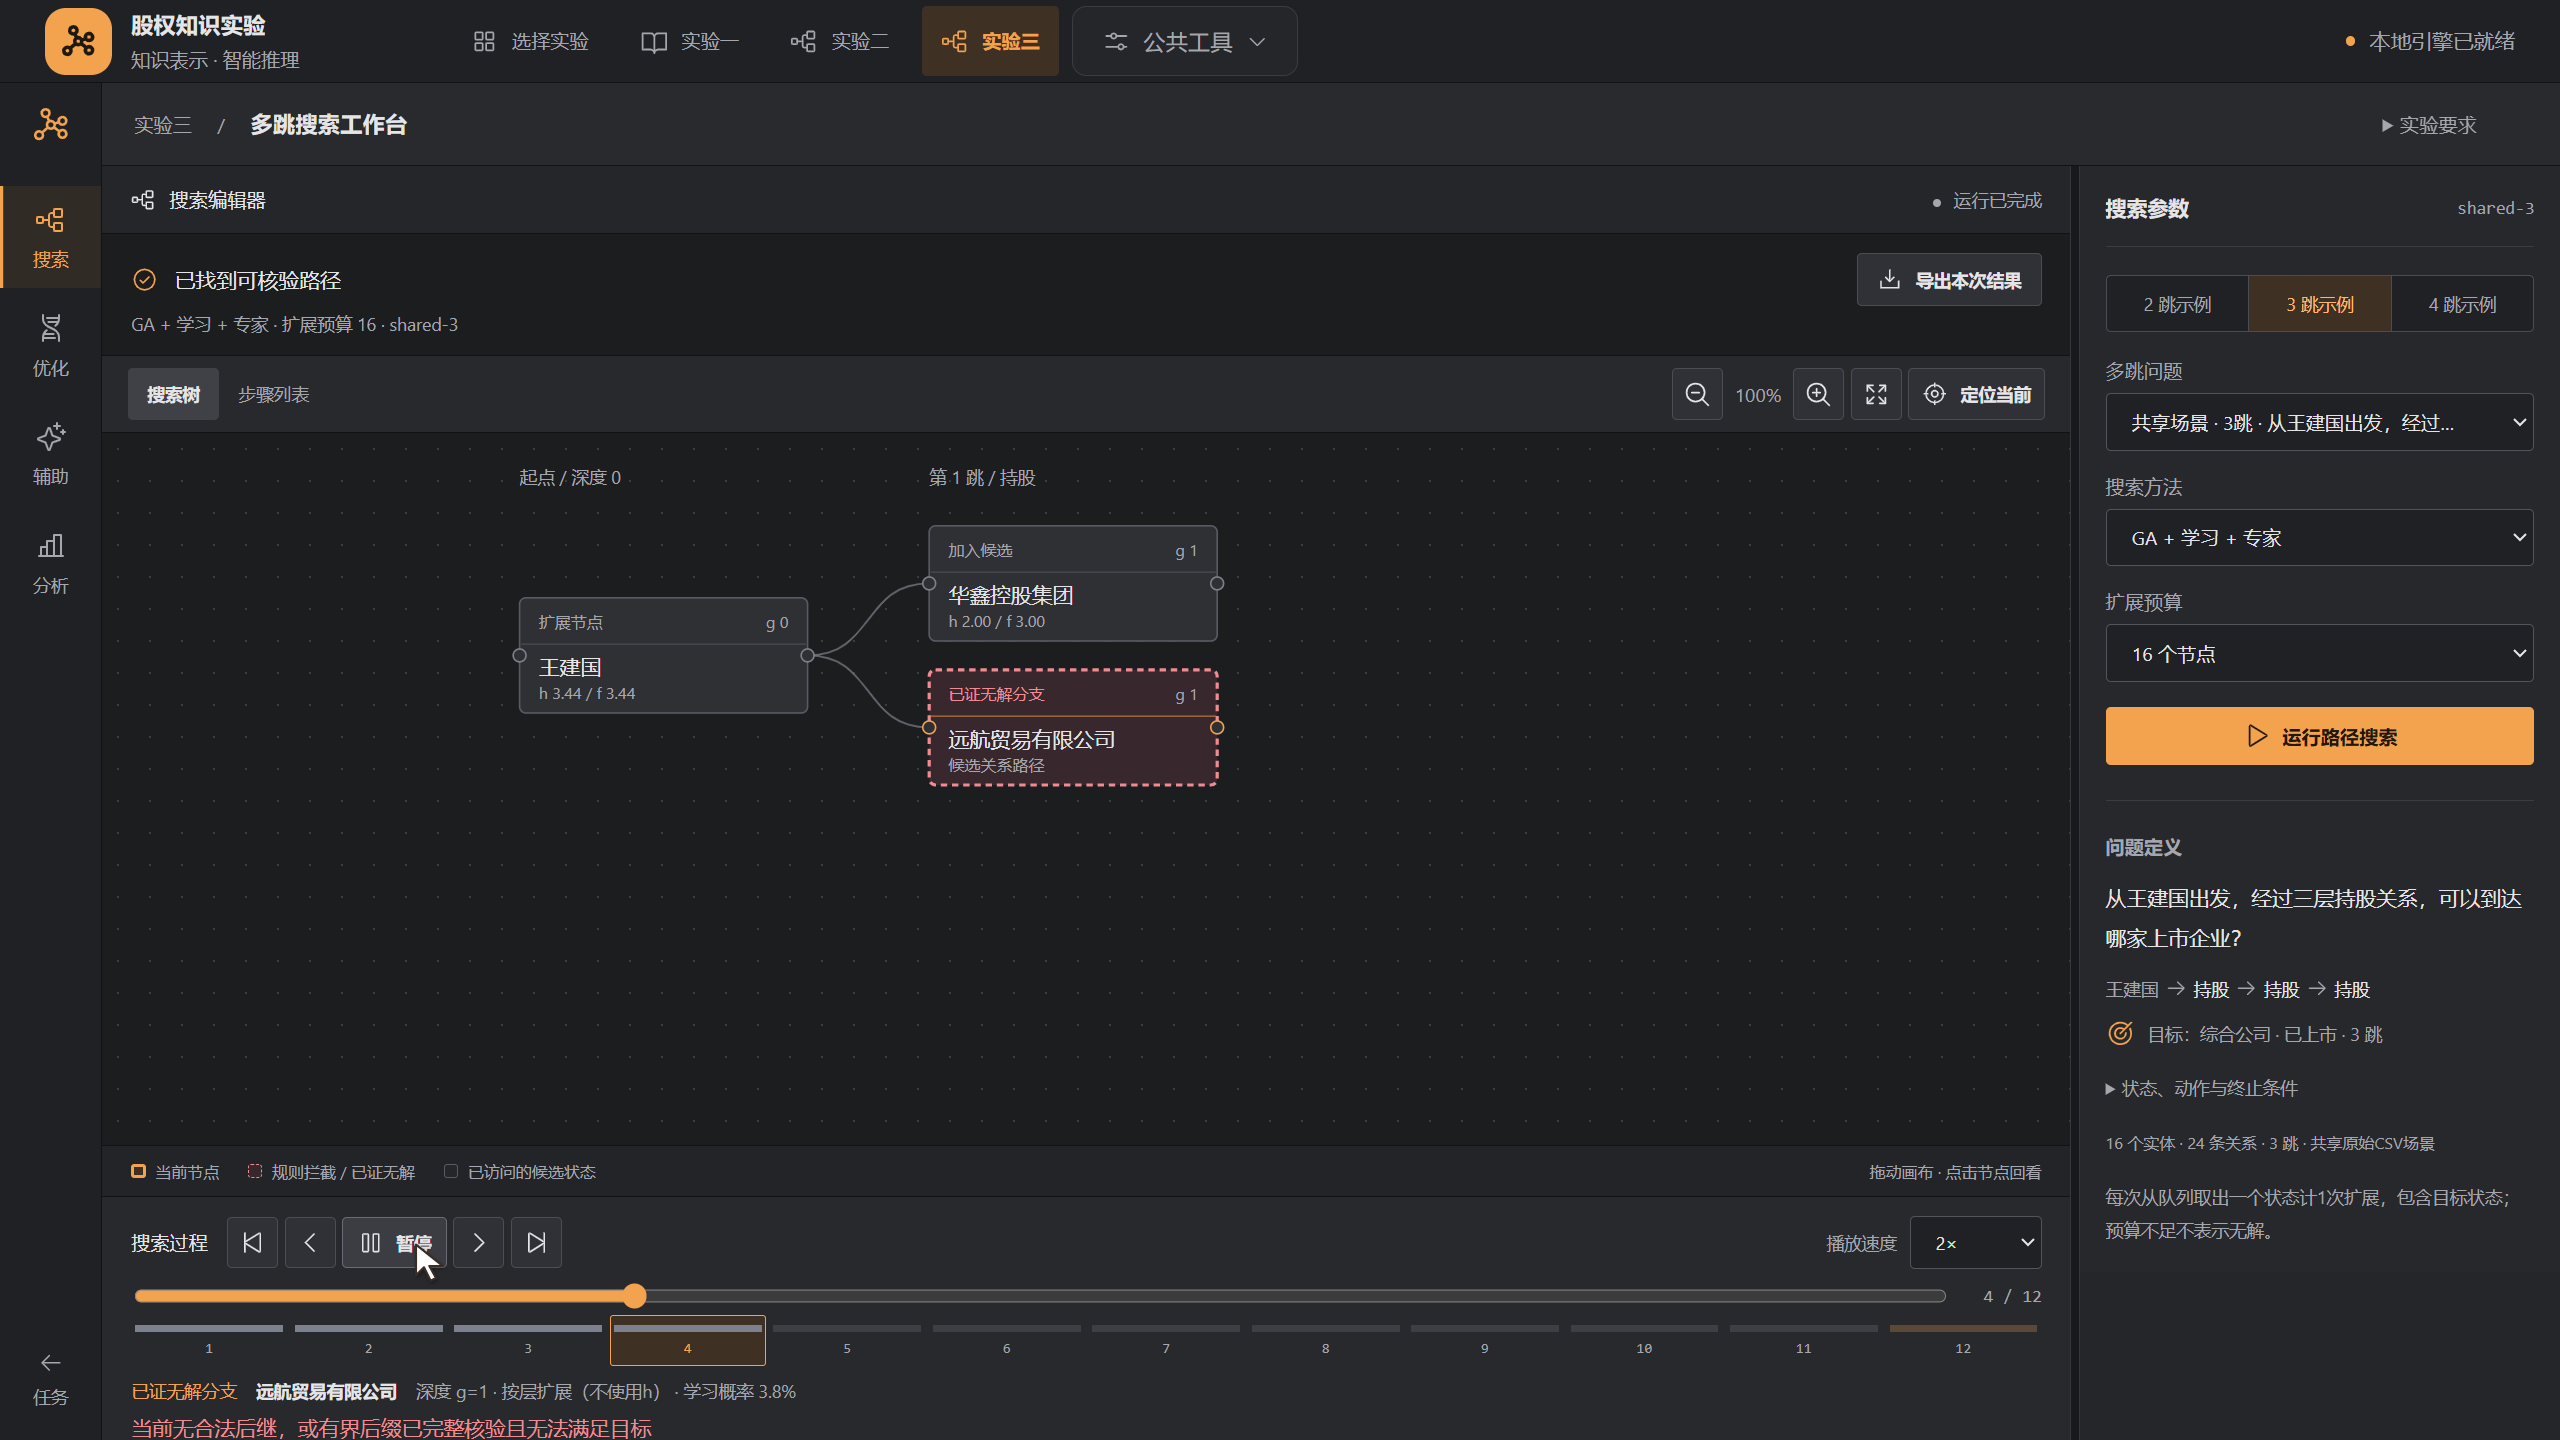 股权知识实验
知识表示 · 智能推理
选择实验
实验一
实验二
实验三
公共工具
本地引擎已就绪
实验三 / 多跳搜索工作台
实验要求
搜索
优化
辅助
分析
任务
搜索编辑器
运行已完成
已找到可核验路径
GA + 学习 + 专家 · 扩展预算 16 · shared-3
导出本次结果
搜索树
步骤列表
100%
定位当前
起点 / 深度 0
第 1 跳 / 持股
扩展节点 g 0
王建国
h 3.44 / f 3.44
加入候选 g 1
华鑫控股集团
h 2.00 / f 3.00
已证无解分支 g 1
远航贸易有限公司
候选关系路径
当前节点
规则拦截 / 已证无解
已访问的候选状态
拖动画布 · 点击节点回看
搜索过程
暂停
播放速度
2×
4 / 12
1 2 3 4 5 6 7 8 9 10 11 12
已证无解分支 远航贸易有限公司 深度 g=1 · 按层扩展（不使用h） · 学习概率 3.8%
当前无合法后继，或有界后缀已完整核验且无法满足目标
搜索参数
shared-3
2 跳示例
3 跳示例
4 跳示例
多跳问题
共享场景 · 3跳 · 从王建国出发，经过...
搜索方法
GA + 学习 + 专家
扩展预算
16 个节点
运行路径搜索
问题定义
从王建国出发，经过三层持股关系，可以到达
哪家上市企业？
王建国 → 持股 → 持股 → 持股
目标：综合公司 · 已上市 · 3 跳
状态、动作与终止条件
16 个实体 · 24 条关系 · 3 跳 · 共享原始CSV场景
每次从队列取出一个状态计1次扩展，包含目标状态；
预算不足不表示无解。